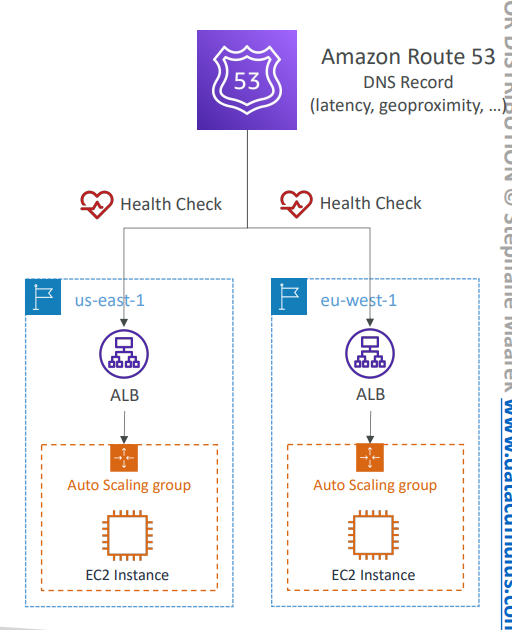 53
Amazon Route 53
DNS Record
(latency, geoproximity, …)
Health Check
Health Check
us-east-1
eu-west-1
ALB
ALB
Auto Scaling group
Auto Scaling group
EC2 Instance
EC2 Instance
DISTRIBUTION © Stephane Maarek www.datacumulus.com